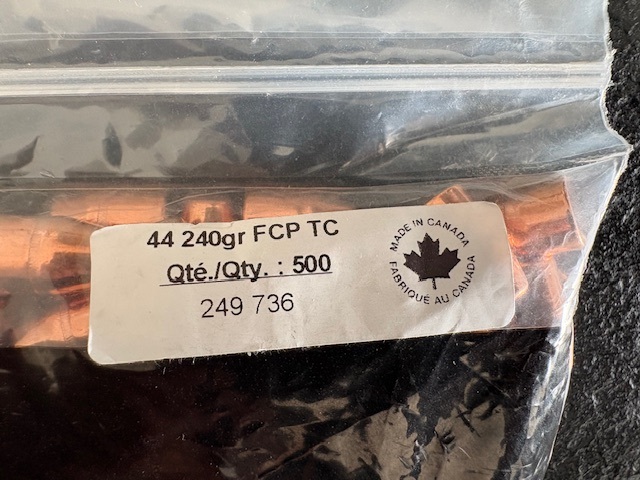 44 240gr FCP TC
Qté./Qty. : 500
249 736
MADE IN CANADA
FABRIQUÉ AU CANADA